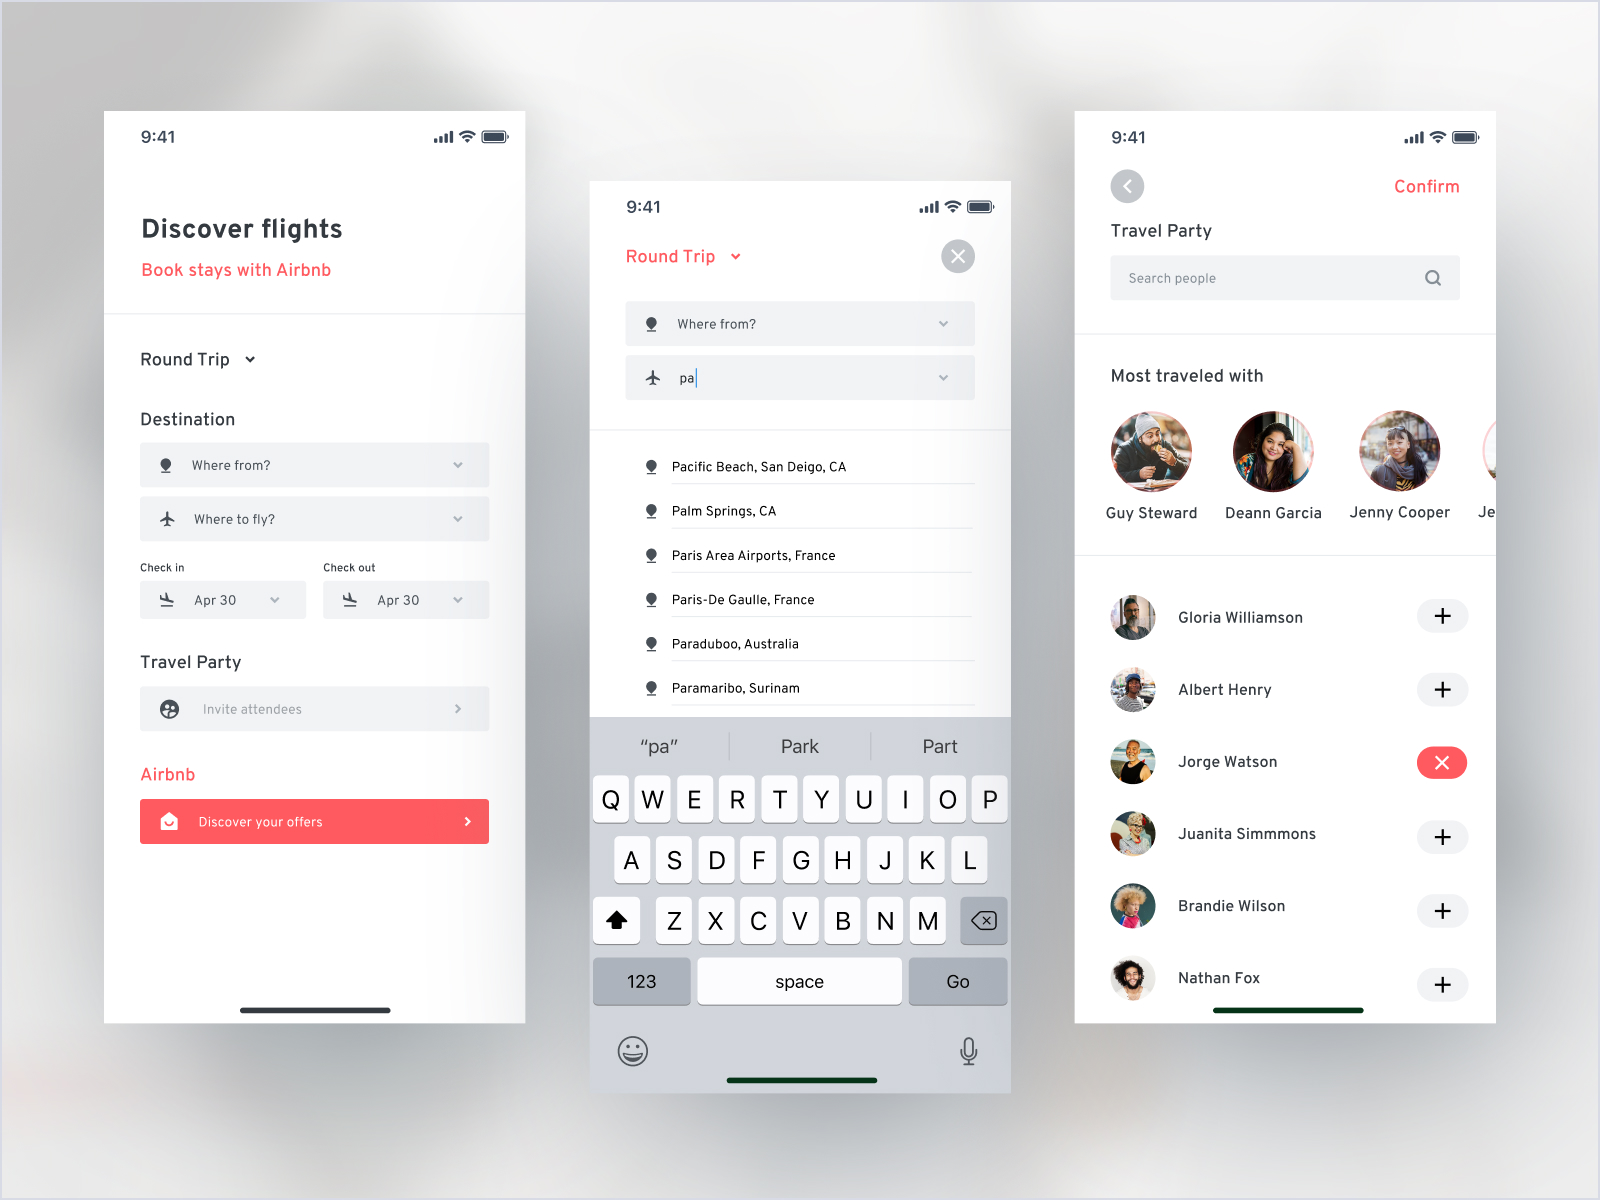 9:41
Discover flights
Book stays with Airbnb
Round Trip
Destination
Where from?
Where to fly?
Check in
Check out
Apr 30
Apr 30
Travel Party
Invite attendees
Airbnb
Discover your offers
9:41
Round Trip
Where from?
pa
Pacific Beach, San Deigo, CA
Palm Springs, CA
Paris Area Airports, France
Paris-De Gaulle, France
Paraduboo, Australia
Paramaribo, Surinam
“pa” Park Part
Q W E R T Y U I O P
A S D F G H J K L
Z X C V B N M
123 space Go
9:41
Confirm
Travel Party
Search people
Most traveled with
Guy Steward Deann Garcia Jenny Cooper Je
Gloria Williamson
Albert Henry
Jorge Watson
Juanita Simmmons
Brandie Wilson
Nathan Fox